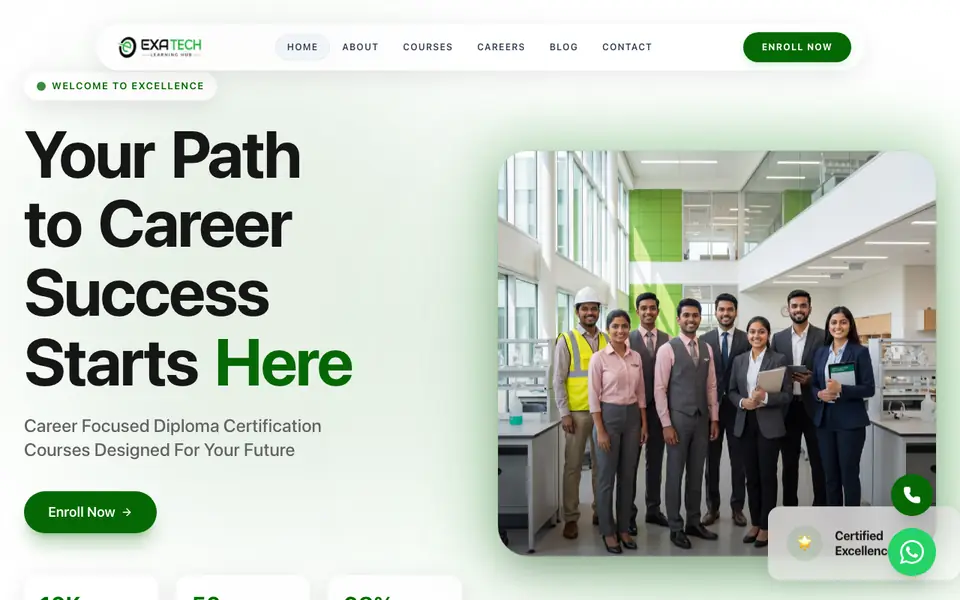 EXATECH
LEARNING HUB
HOME
ABOUT
COURSES
CAREERS
BLOG
CONTACT
ENROLL NOW
WELCOME TO EXCELLENCE
Your Path
to Career
Success
Starts Here
Career Focused Diploma Certification
Courses Designed For Your Future
Enroll Now →
Certified
Excellenc